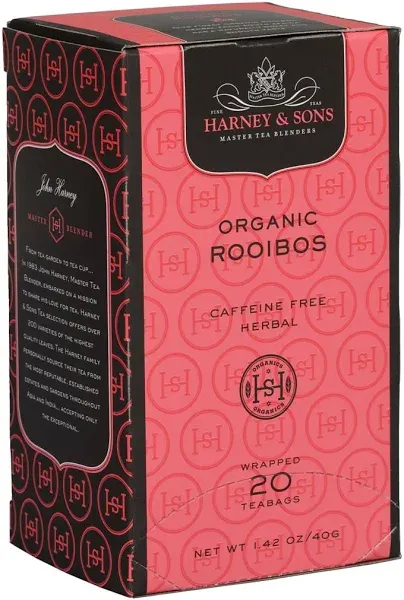 FINE TEAS
HARNEY & SONS
MASTER TEA BLENDERS
ORGANIC
ROOIBOS
CAFFEINE FREE
HERBAL
ORGANICS
HS
ORGANICS
WRAPPED
20
TEABAGS
NET WT 1.42 OZ/40G
John Harney
MASTER HS BLENDER
FROM TEA GARDEN TO TEA CUP...
IN 1983 JOHN HARNEY, MASTER TEA
BLENDER, EMBARKED ON A MISSION
TO SHARE HIS LOVE FOR TEA. HARNEY
& SONS TEA SELECTION OFFERS OVER
200 VARIETIES OF THE HIGHEST
QUALITY LEAVES. THE HARNEY FAMILY
PERSONALLY SOURCE THEIR TEA FROM
THE MOST REPUTABLE, ESTABLISHED
ESTATES AND GARDENS THROUGHOUT
ASIA AND INDIA... ACCEPTING ONLY
THE EXCEPTIONAL.